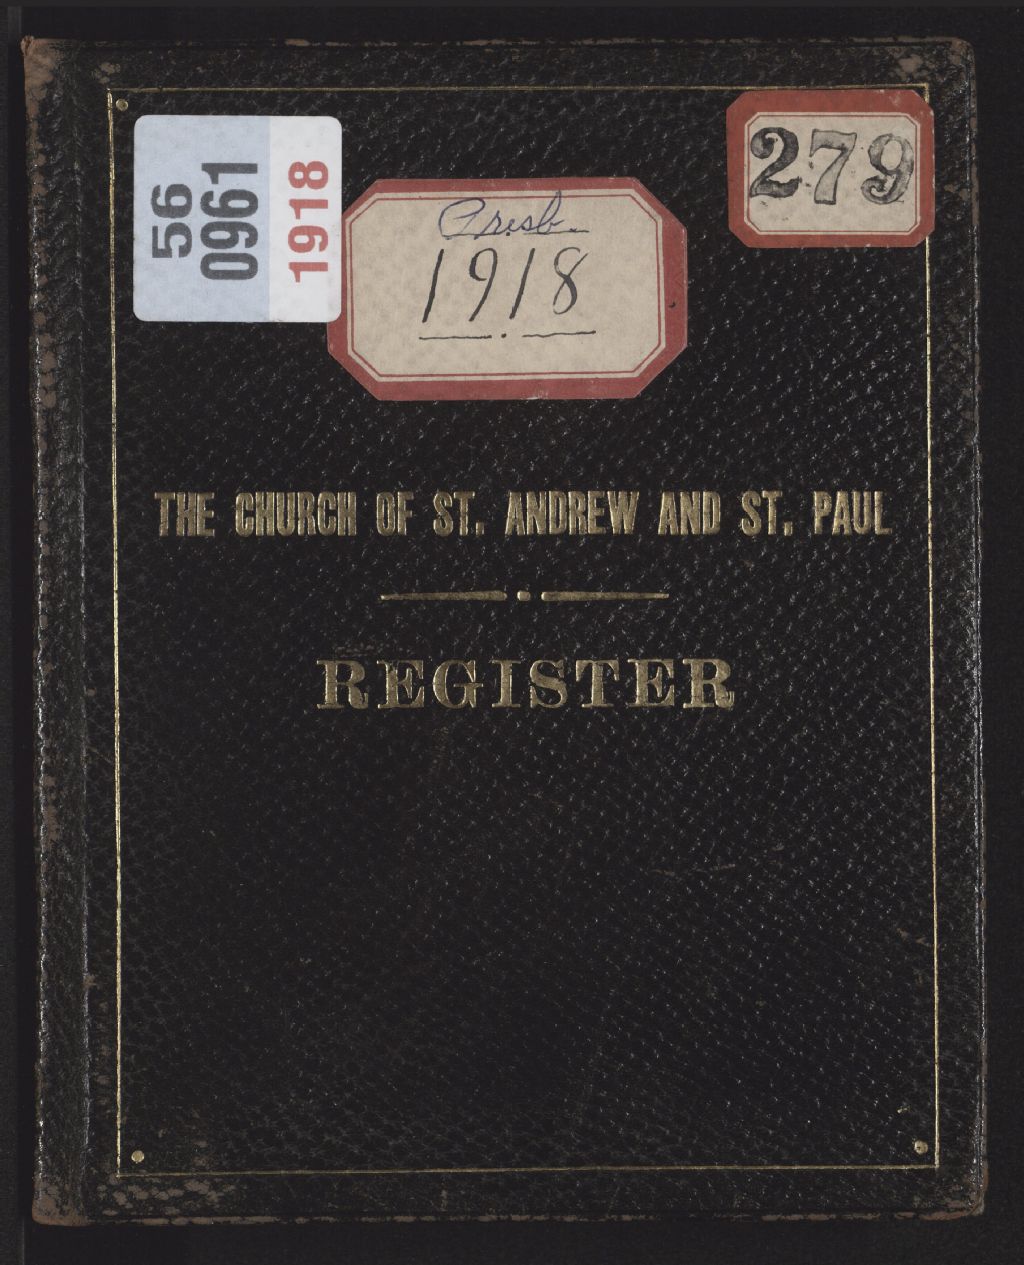 56
0961
1918
Presb.
1918
279
THE CHURCH OF ST. ANDREW AND ST. PAUL
REGISTER